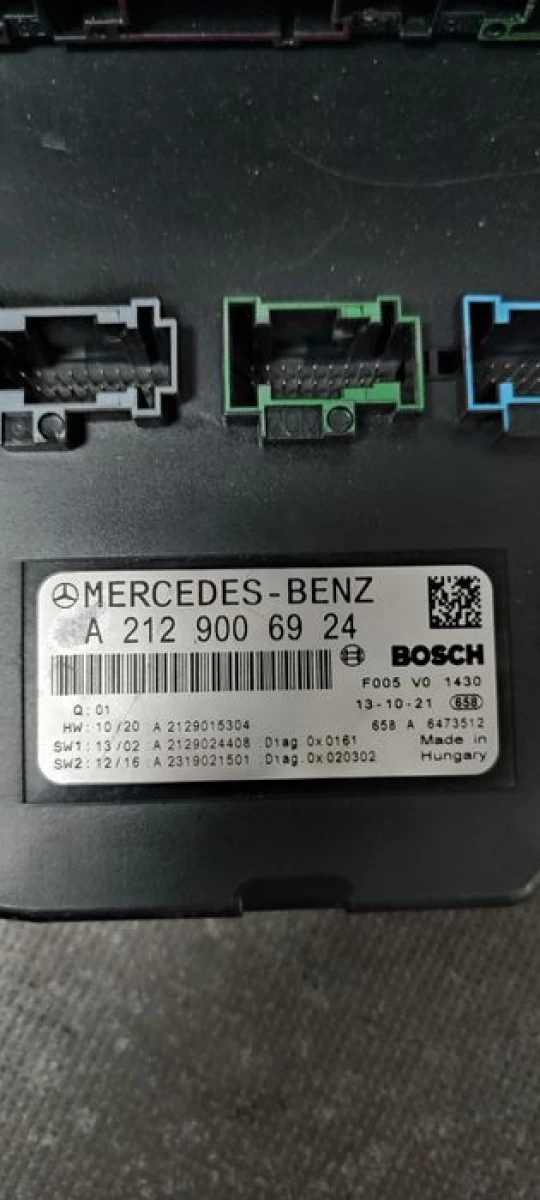 MERCEDES-BENZ
A 212 900 69 24
BOSCH
F005 V0 1430
Q:01
13-10-21 658
HW:10/20:A 2129015304
658 A 6473512
SW1:13/02:A 2129024408:Diag.0x0161
Made in
SW2:12/16:A 2319021501:Diag.0x020302
Hungary